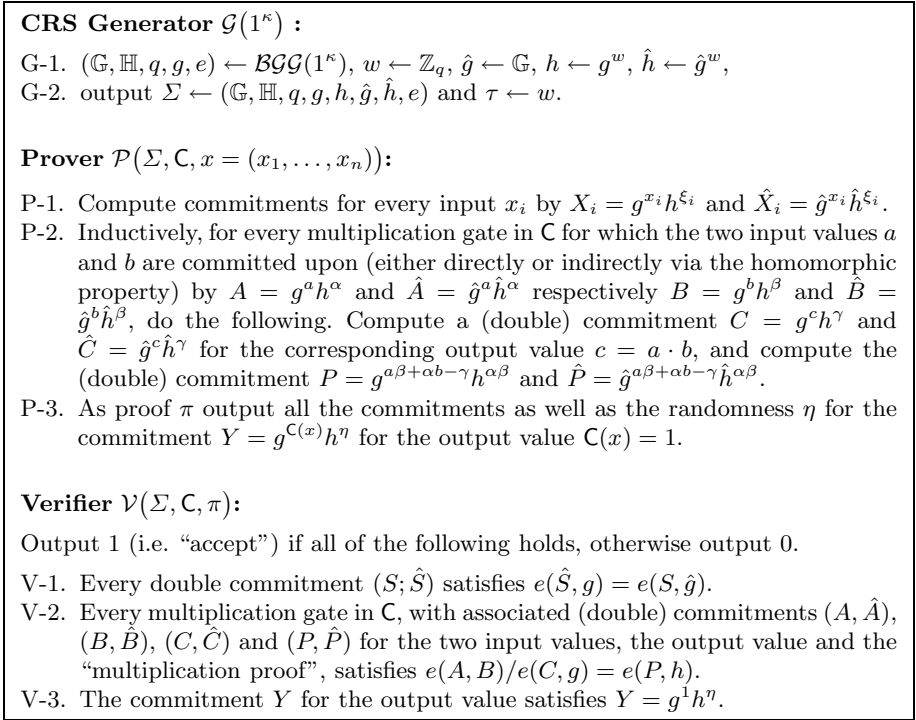 CRS Generator 𝒢(1^κ) :
G-1. (𝔾, ℍ, q, g, e) ← ℬ𝒢𝒢(1^κ), w ← ℤ_q, ĝ ← 𝔾, h ← g^w, ĥ ← ĝ^w,
G-2. output Σ ← (𝔾, ℍ, q, g, h, ĝ, ĥ, e) and τ ← w.
Prover 𝒫(Σ, C, x = (x_1, . . . , x_n)):
P-1. Compute commitments for every input x_i by X_i = g^{x_i}h^{ξ_i} and X̂_i = ĝ^{x_i}ĥ^{ξ_i}.
P-2. Inductively, for every multiplication gate in C for which the two input values a
and b are committed upon (either directly or indirectly via the homomorphic
property) by A = g^a h^α and Â = ĝ^a ĥ^α respectively B = g^b h^β and B̂ =
ĝ^b ĥ^β, do the following. Compute a (double) commitment C = g^c h^γ and
Ĉ = ĝ^c ĥ^γ for the corresponding output value c = a · b, and compute the
(double) commitment P = g^{aβ+αb−γ}h^{αβ} and P̂ = ĝ^{aβ+αb−γ}ĥ^{αβ}.
P-3. As proof π output all the commitments as well as the randomness η for the
commitment Y = g^{C(x)}h^η for the output value C(x) = 1.
Verifier 𝒱(Σ, C, π):
Output 1 (i.e. “accept”) if all of the following holds, otherwise output 0.
V-1. Every double commitment (S; Ŝ) satisfies e(Ŝ, g) = e(S, ĝ).
V-2. Every multiplication gate in C, with associated (double) commitments (A, Â),
(B, B̂), (C, Ĉ) and (P, P̂) for the two input values, the output value and the
“multiplication proof”, satisfies e(A, B)/e(C, g) = e(P, h).
V-3. The commitment Y for the output value satisfies Y = g^1 h^η.